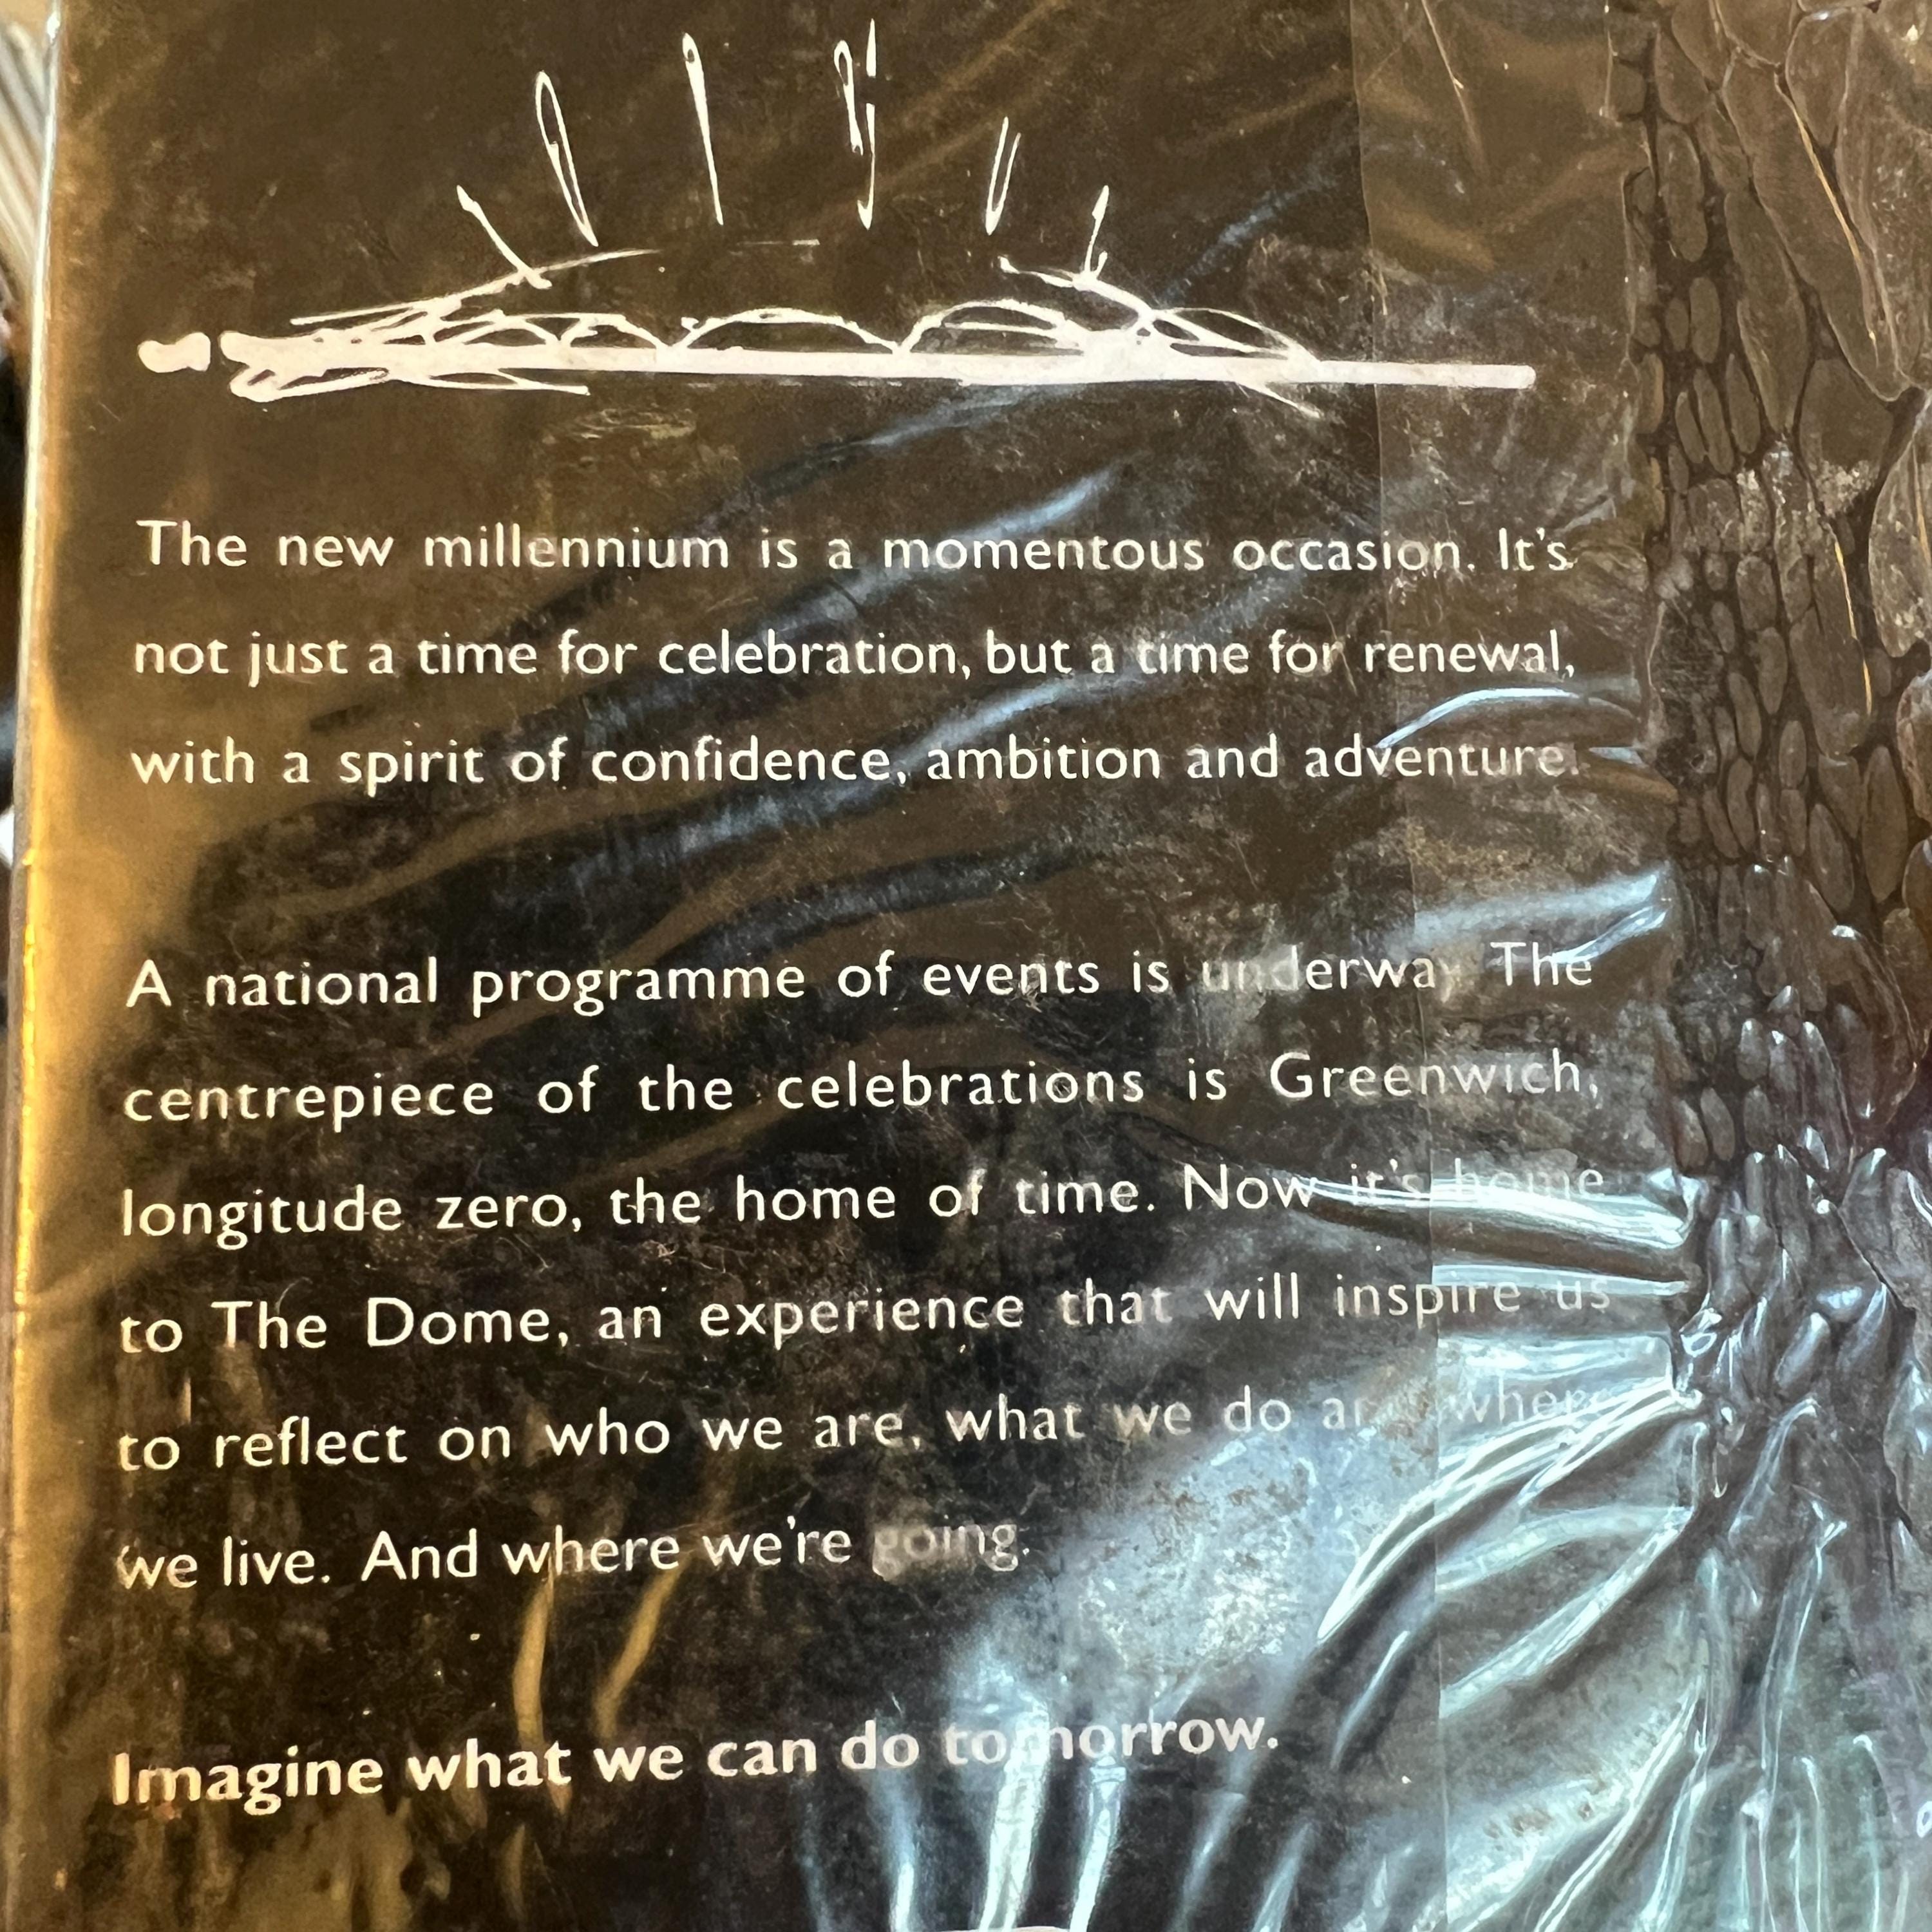 The new millennium is a momentous occasion. It's
not just a time for celebration, but a time for renewal,
with a spirit of confidence, ambition and adventure.
A national programme of events is underway The
centrepiece of the celebrations is Greenwich,
longitude zero, the home of time. Now it's home
to The Dome, an experience that will inspire us
to reflect on who we are, what we do and where
we live. And where we're going.
Imagine what we can do tomorrow.